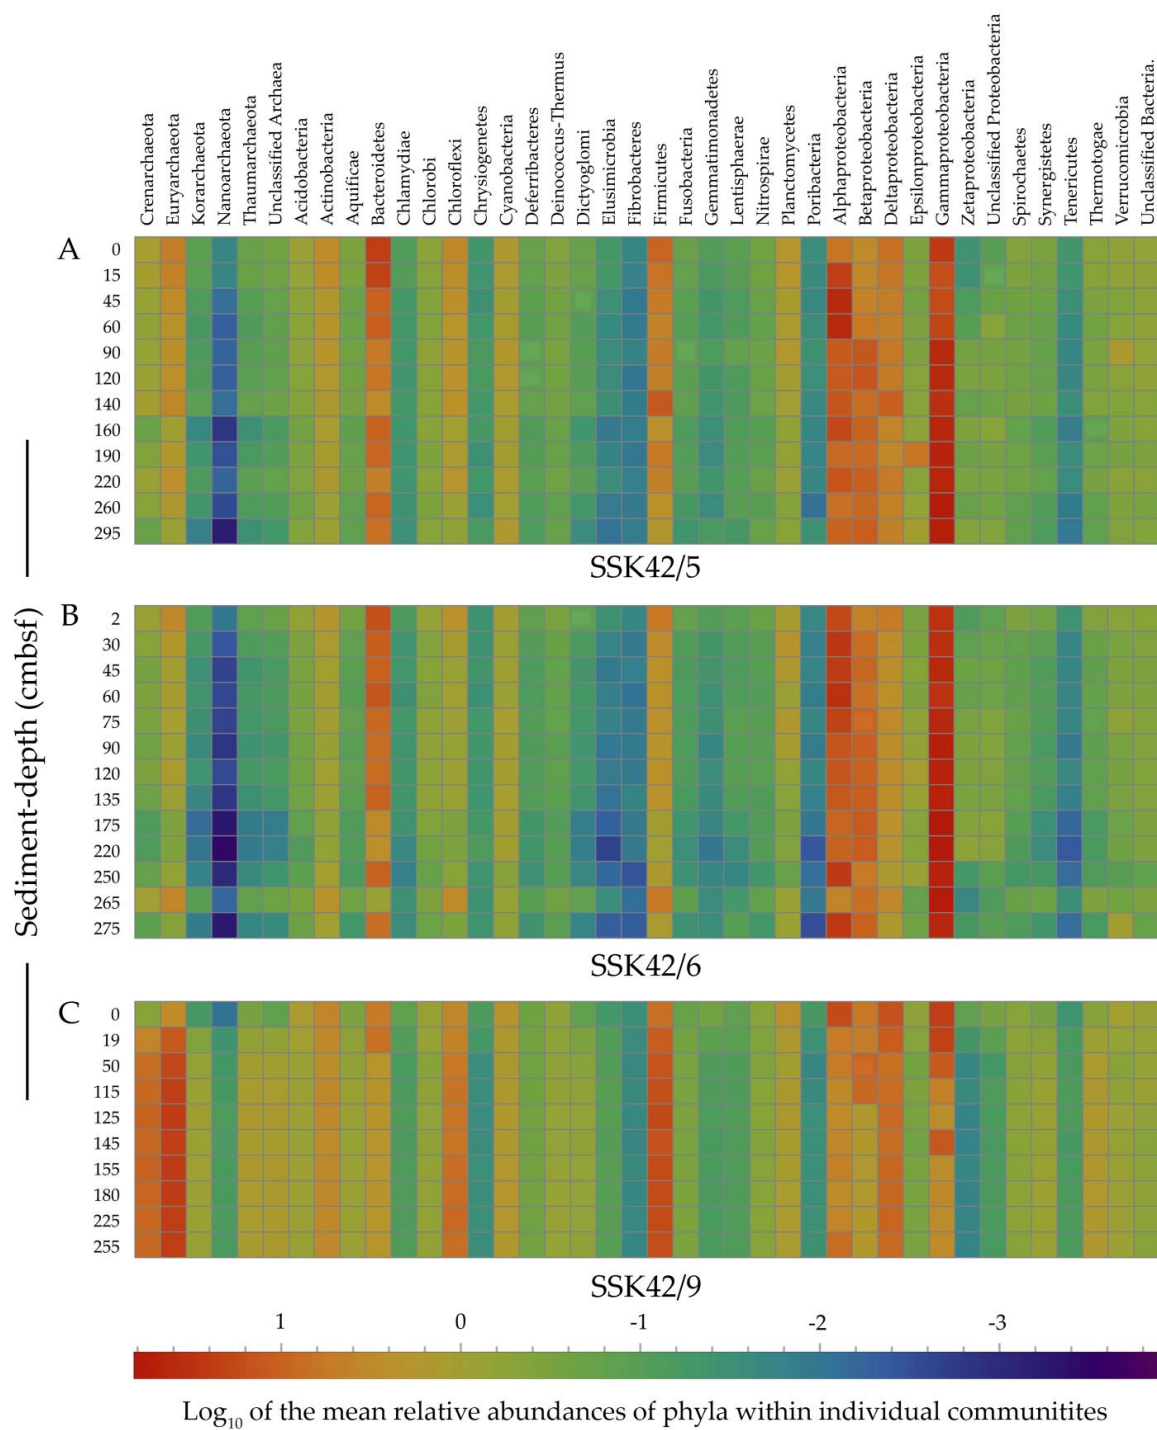 Crenarchaeota
Euryarchaeota
Korarchaeota
Nanoarchaeota
Thaumarchaeota
Unclassified Archaea
Acidobacteria
Actinobacteria
Aquificae
Bacteroidetes
Chlamydiae
Chlorobi
Chloroflexi
Chrysiogenetes
Cyanobacteria
Deferribacteres
Deinococcus-Thermus
Dictyoglomi
Elusimicrobia
Fibrobacteres
Firmicutes
Fusobacteria
Gemmatimonadetes
Lentisphaerae
Nitrospirae
Planctomycetes
Poribacteria
Alphaproteobacteria
Betaproteobacteria
Deltaproteobacteria
Epsilonproteobacteria
Gammaproteobacteria
Zetaproteobacteria
Unclassified Proteobacteria
Spirochaetes
Synergistetes
Tenericutes
Thermotogae
Verrucomicrobia
Unclassified Bacteria.
Sediment-depth (cmbsf)
A
0
15
45
60
90
120
140
160
190
220
260
295
SSK42/5
B
2
30
45
60
75
90
120
135
175
220
250
265
275
SSK42/6
C
0
19
50
115
125
145
155
180
225
255
SSK42/9
1 0 -1 -2 -3
Log₁₀ of the mean relative abundances of phyla within individual communitites